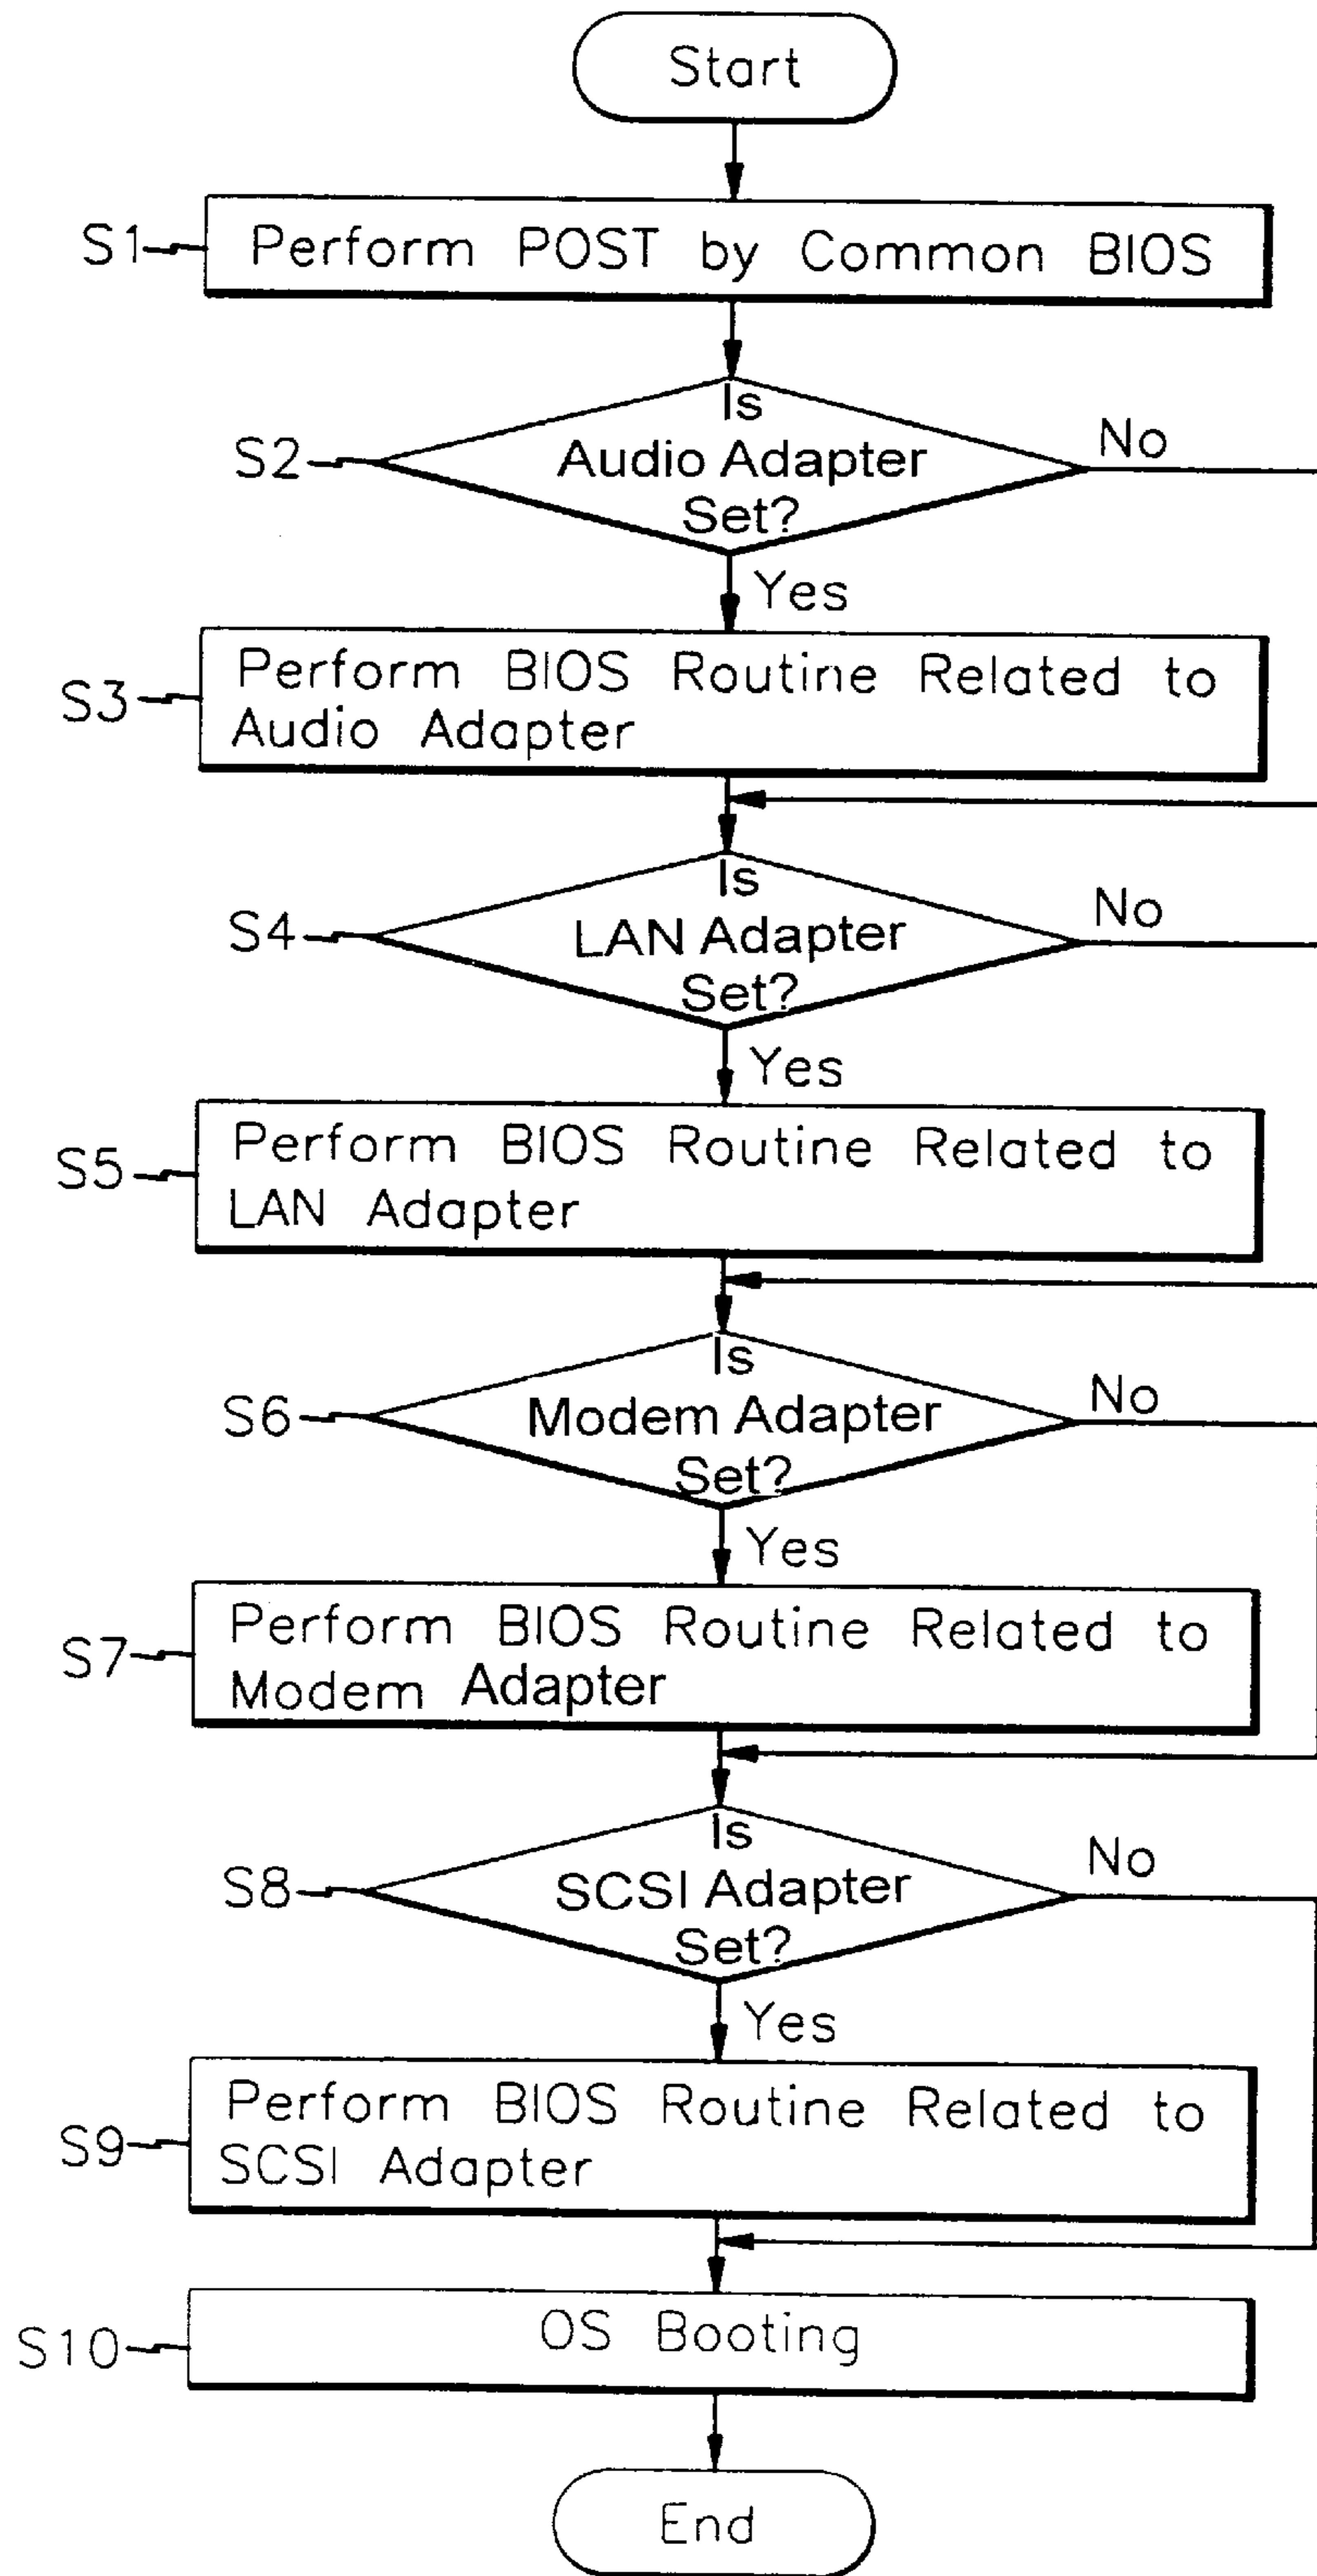 Start
S1
Perform POST by Common BIOS
Is
S2
Audio Adapter
No
Set?
Yes
S3
Perform BIOS Routine Related to
Audio Adapter
Is
S4
LAN Adapter
No
Set?
Yes
S5
Perform BIOS Routine Related to
LAN Adapter
Is
S6
Modem Adapter
No
Set?
Yes
S7
Perform BIOS Routine Related to
Modem Adapter
Is
S8
SCSI Adapter
No
Set?
Yes
S9
Perform BIOS Routine Related to
SCSI Adapter
S10
OS Booting
End